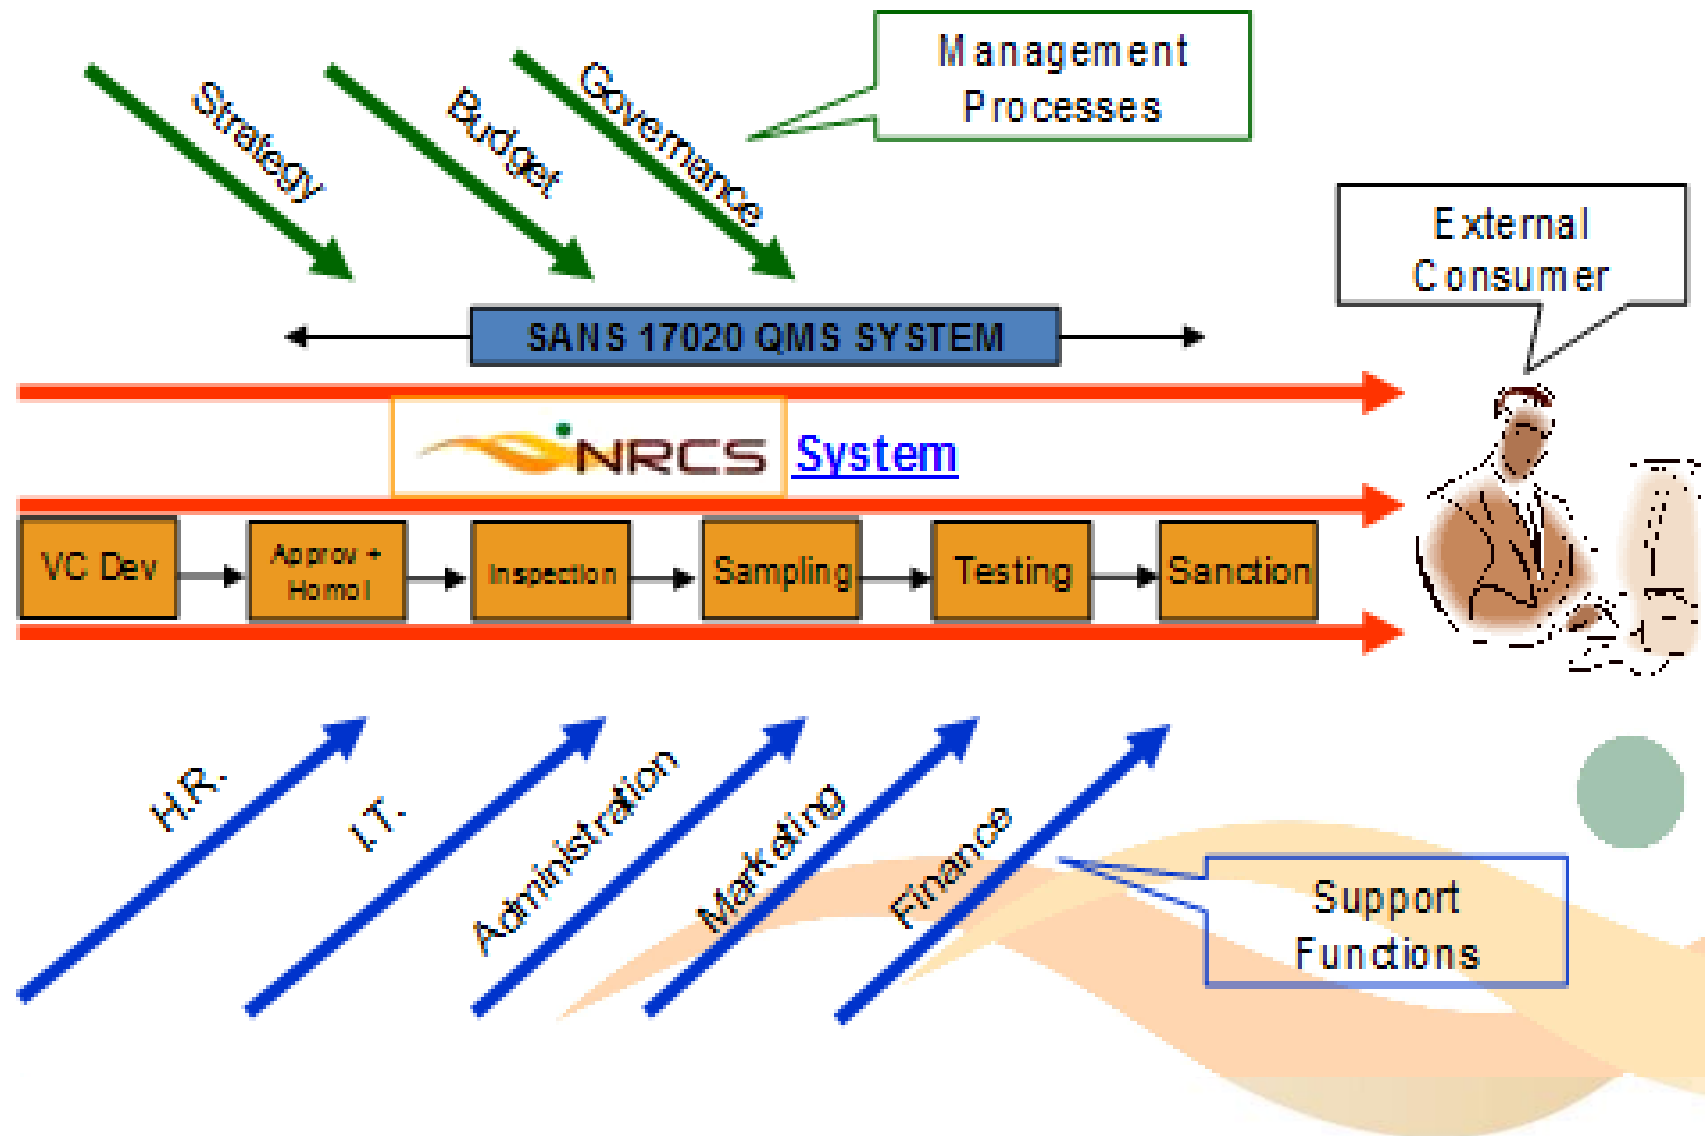 Management
Processes
Strategy
Budget
Governance
External
Consumer
SANS 17020 QMS SYSTEM
NRCS System
VC Dev
Approv +
Homol
Inspection
Sampling
Testing
Sanction
H.R.
I.T.
Administration
Marketing
Finance
Support
Functions